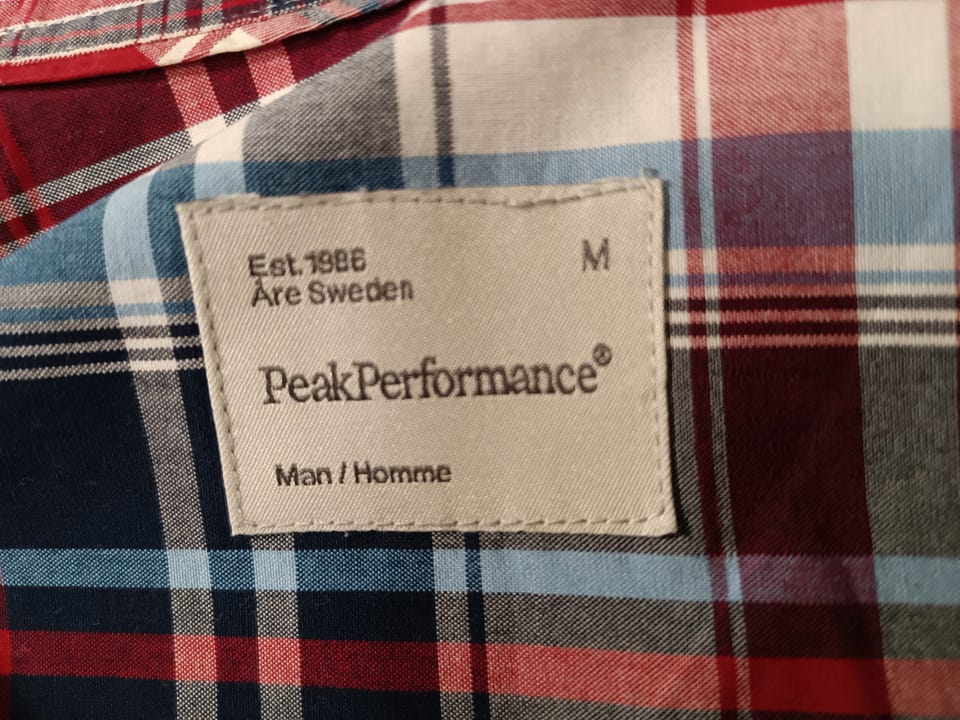 Est.1986
Åre Sweden
M
PeakPerformance®
Man / Homme